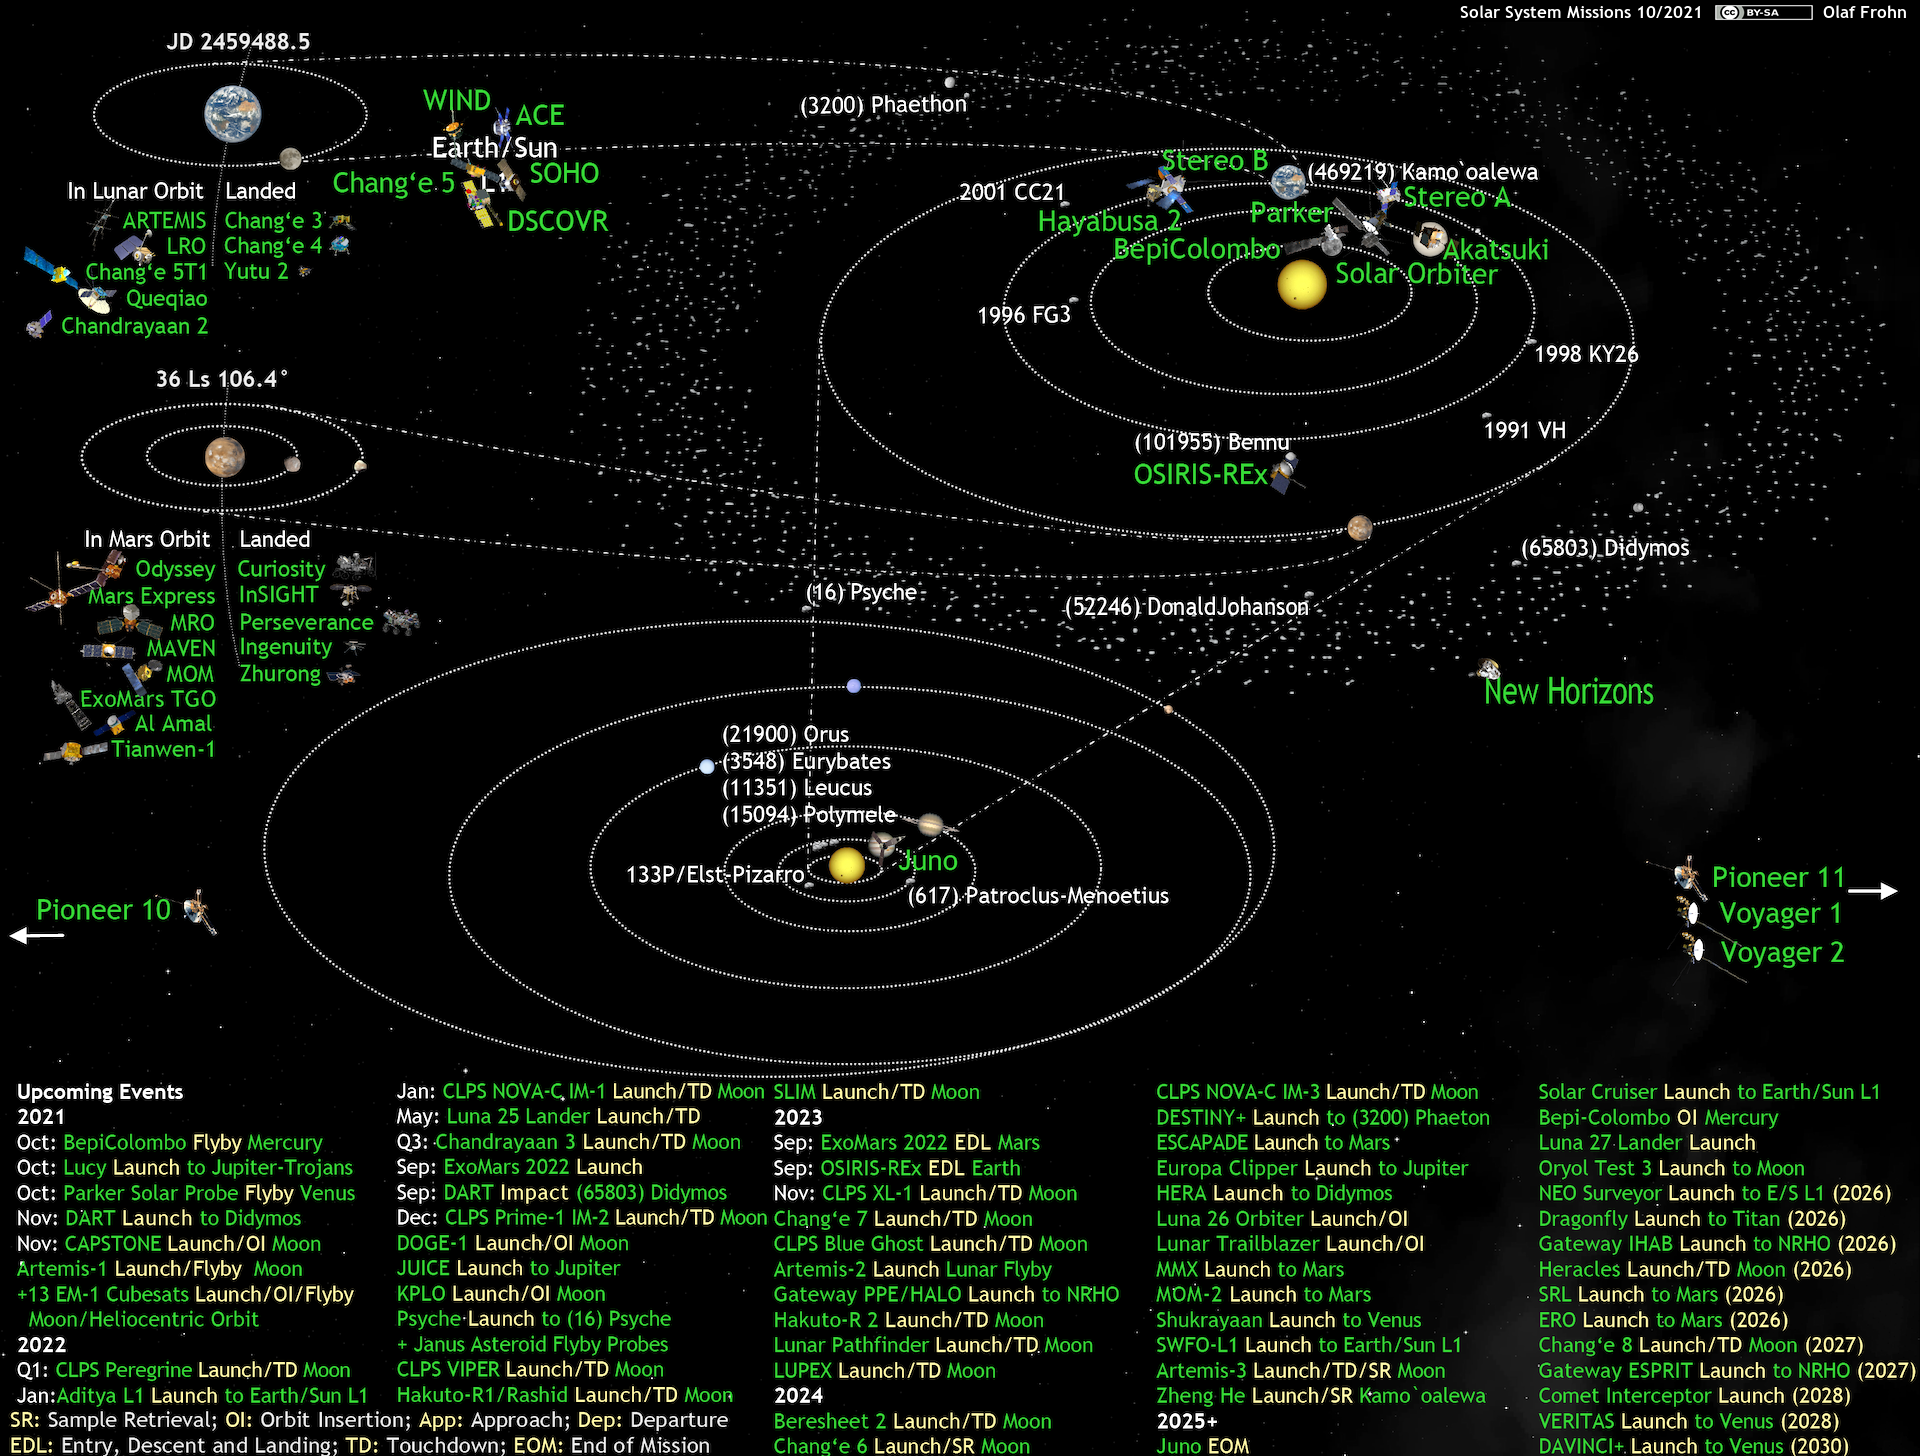 Solar System Missions 10/2021 cc BY-SA Olaf Frohn
JD 2459488.5
WIND
ACE
Earth/Sun
SOHO
Chang‘e 5
DSCOVR
In Lunar Orbit
ARTEMIS
LRO
Chang‘e 5T1
Queqiao
Chandrayaan 2
Landed
Chang‘e 3
Chang‘e 4
Yutu 2
(3200) Phaethon
Stereo B
(469219) Kamo`oalewa
2001 CC21
Stereo A
Hayabusa 2
Parker
BepiColombo
Akatsuki
Solar Orbiter
1996 FG3
1998 KY26
1991 VH
(101955) Bennu
OSIRIS-REx
36 Ls 106.4°
In Mars Orbit
Odyssey
Mars Express
MRO
MAVEN
MOM
ExoMars TGO
Al Amal
Tianwen-1
Landed
Curiosity
InSIGHT
Perseverance
Ingenuity
Zhurong
(65803) Didymos
(16) Psyche
(52246) DonaldJohanson
New Horizons
(21900) Orus
(3548) Eurybates
(11351) Leucus
(15094) Polymele
Juno
133P/Elst-Pizarro
(617) Patroclus-Menoetius
Pioneer 10
Pioneer 11
Voyager 1
Voyager 2
Upcoming Events
2021
Oct: BepiColombo Flyby Mercury
Oct: Lucy Launch to Jupiter-Trojans
Oct: Parker Solar Probe Flyby Venus
Nov: DART Launch to Didymos
Nov: CAPSTONE Launch/OI Moon
Artemis-1 Launch/Flyby Moon
+13 EM-1 Cubesats Launch/OI/Flyby
Moon/Heliocentric Orbit
2022
Q1: CLPS Peregrine Launch/TD Moon
Jan:Aditya L1 Launch to Earth/Sun L1
Jan: CLPS NOVA-C IM-1 Launch/TD Moon
May: Luna 25 Lander Launch/TD
Q3: Chandrayaan 3 Launch/TD Moon
Sep: ExoMars 2022 Launch
Sep: DART Impact (65803) Didymos
Dec: CLPS Prime-1 IM-2 Launch/TD Moon
DOGE-1 Launch/OI Moon
JUICE Launch to Jupiter
KPLO Launch/OI Moon
Psyche Launch to (16) Psyche
+ Janus Asteroid Flyby Probes
CLPS VIPER Launch/TD Moon
Hakuto-R1/Rashid Launch/TD Moon
SLIM Launch/TD Moon
2023
Sep: ExoMars 2022 EDL Mars
Sep: OSIRIS-REx EDL Earth
Nov: CLPS XL-1 Launch/TD Moon
Chang‘e 7 Launch/TD Moon
CLPS Blue Ghost Launch/TD Moon
Artemis-2 Launch Lunar Flyby
Gateway PPE/HALO Launch to NRHO
Hakuto-R 2 Launch/TD Moon
Lunar Pathfinder Launch/TD Moon
LUPEX Launch/TD Moon
2024
Beresheet 2 Launch/TD Moon
Chang‘e 6 Launch/SR Moon
CLPS NOVA-C IM-3 Launch/TD Moon
DESTINY+ Launch to (3200) Phaeton
ESCAPADE Launch to Mars
Europa Clipper Launch to Jupiter
HERA Launch to Didymos
Luna 26 Orbiter Launch/OI
Lunar Trailblazer Launch/OI
MMX Launch to Mars
MOM-2 Launch to Mars
Shukrayaan Launch to Venus
SWFO-L1 Launch to Earth/Sun L1
Artemis-3 Launch/TD/SR Moon
Zheng He Launch/SR Kamo`oalewa
2025+
Juno EOM
Solar Cruiser Launch to Earth/Sun L1
Bepi-Colombo OI Mercury
Luna 27 Lander Launch
Oryol Test 3 Launch to Moon
NEO Surveyor Launch to E/S L1 (2026)
Dragonfly Launch to Titan (2026)
Gateway IHAB Launch to NRHO (2026)
Heracles Launch/TD Moon (2026)
SRL Launch to Mars (2026)
ERO Launch to Mars (2026)
Chang‘e 8 Launch/TD Moon (2027)
Gateway ESPRIT Launch to NRHO (2027)
Comet Interceptor Launch (2028)
VERITAS Launch to Venus (2028)
DAVINCI+ Launch to Venus (2030)
SR: Sample Retrieval; OI: Orbit Insertion; App: Approach; Dep: Departure
EDL: Entry, Descent and Landing; TD: Touchdown; EOM: End of Mission